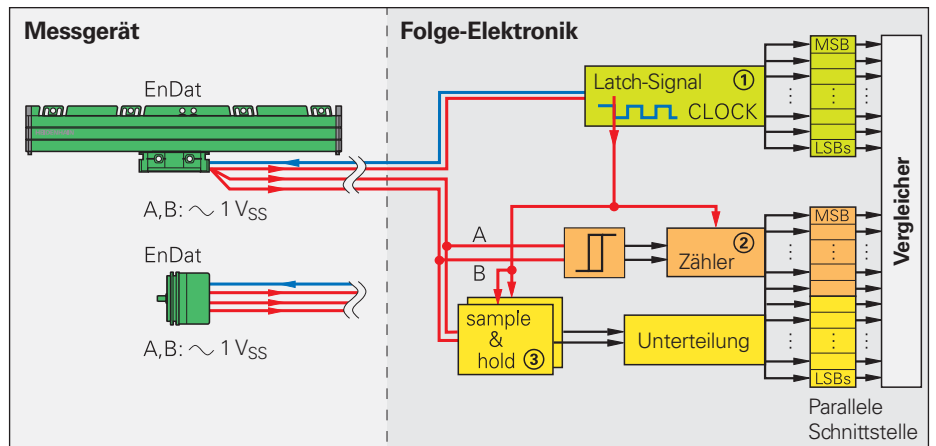 Messgerät
Folge-Elektronik
EnDat
A,B: ~ 1 VSS
EnDat
A,B: ~ 1 VSS
Latch-Signal ①
CLOCK
A
B
② Zähler
sample
&
hold ③
Unterteilung
MSB
LSBs
MSB
LSBs
Vergleicher
Parallele
Schnittstelle